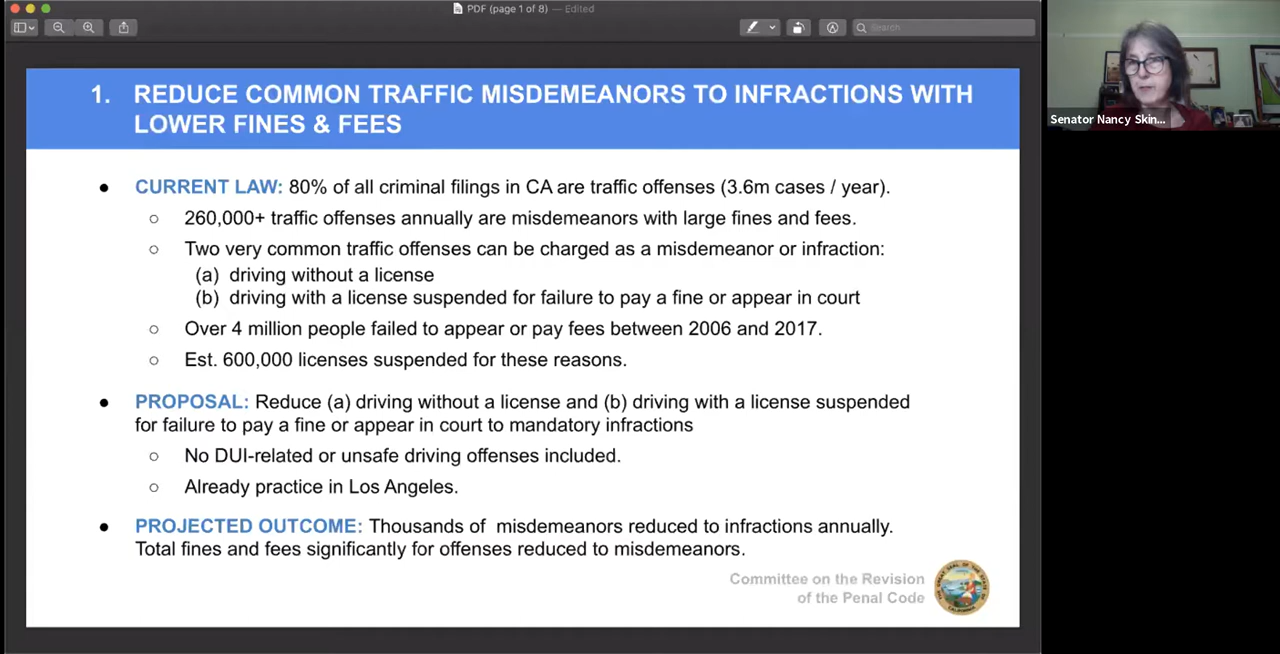 PDF (page 1 of 8) — Edited
Search
1. REDUCE COMMON TRAFFIC MISDEMEANORS TO INFRACTIONS WITH
LOWER FINES & FEES
● CURRENT LAW: 80% of all criminal filings in CA are traffic offenses (3.6m cases / year).
○ 260,000+ traffic offenses annually are misdemeanors with large fines and fees.
○ Two very common traffic offenses can be charged as a misdemeanor or infraction:
(a) driving without a license
(b) driving with a license suspended for failure to pay a fine or appear in court
○ Over 4 million people failed to appear or pay fees between 2006 and 2017.
○ Est. 600,000 licenses suspended for these reasons.
● PROPOSAL: Reduce (a) driving without a license and (b) driving with a license suspended
for failure to pay a fine or appear in court to mandatory infractions
○ No DUI-related or unsafe driving offenses included.
○ Already practice in Los Angeles.
● PROJECTED OUTCOME: Thousands of misdemeanors reduced to infractions annually.
Total fines and fees significantly for offenses reduced to misdemeanors.
Committee on the Revision
of the Penal Code
Senator Nancy Skin...